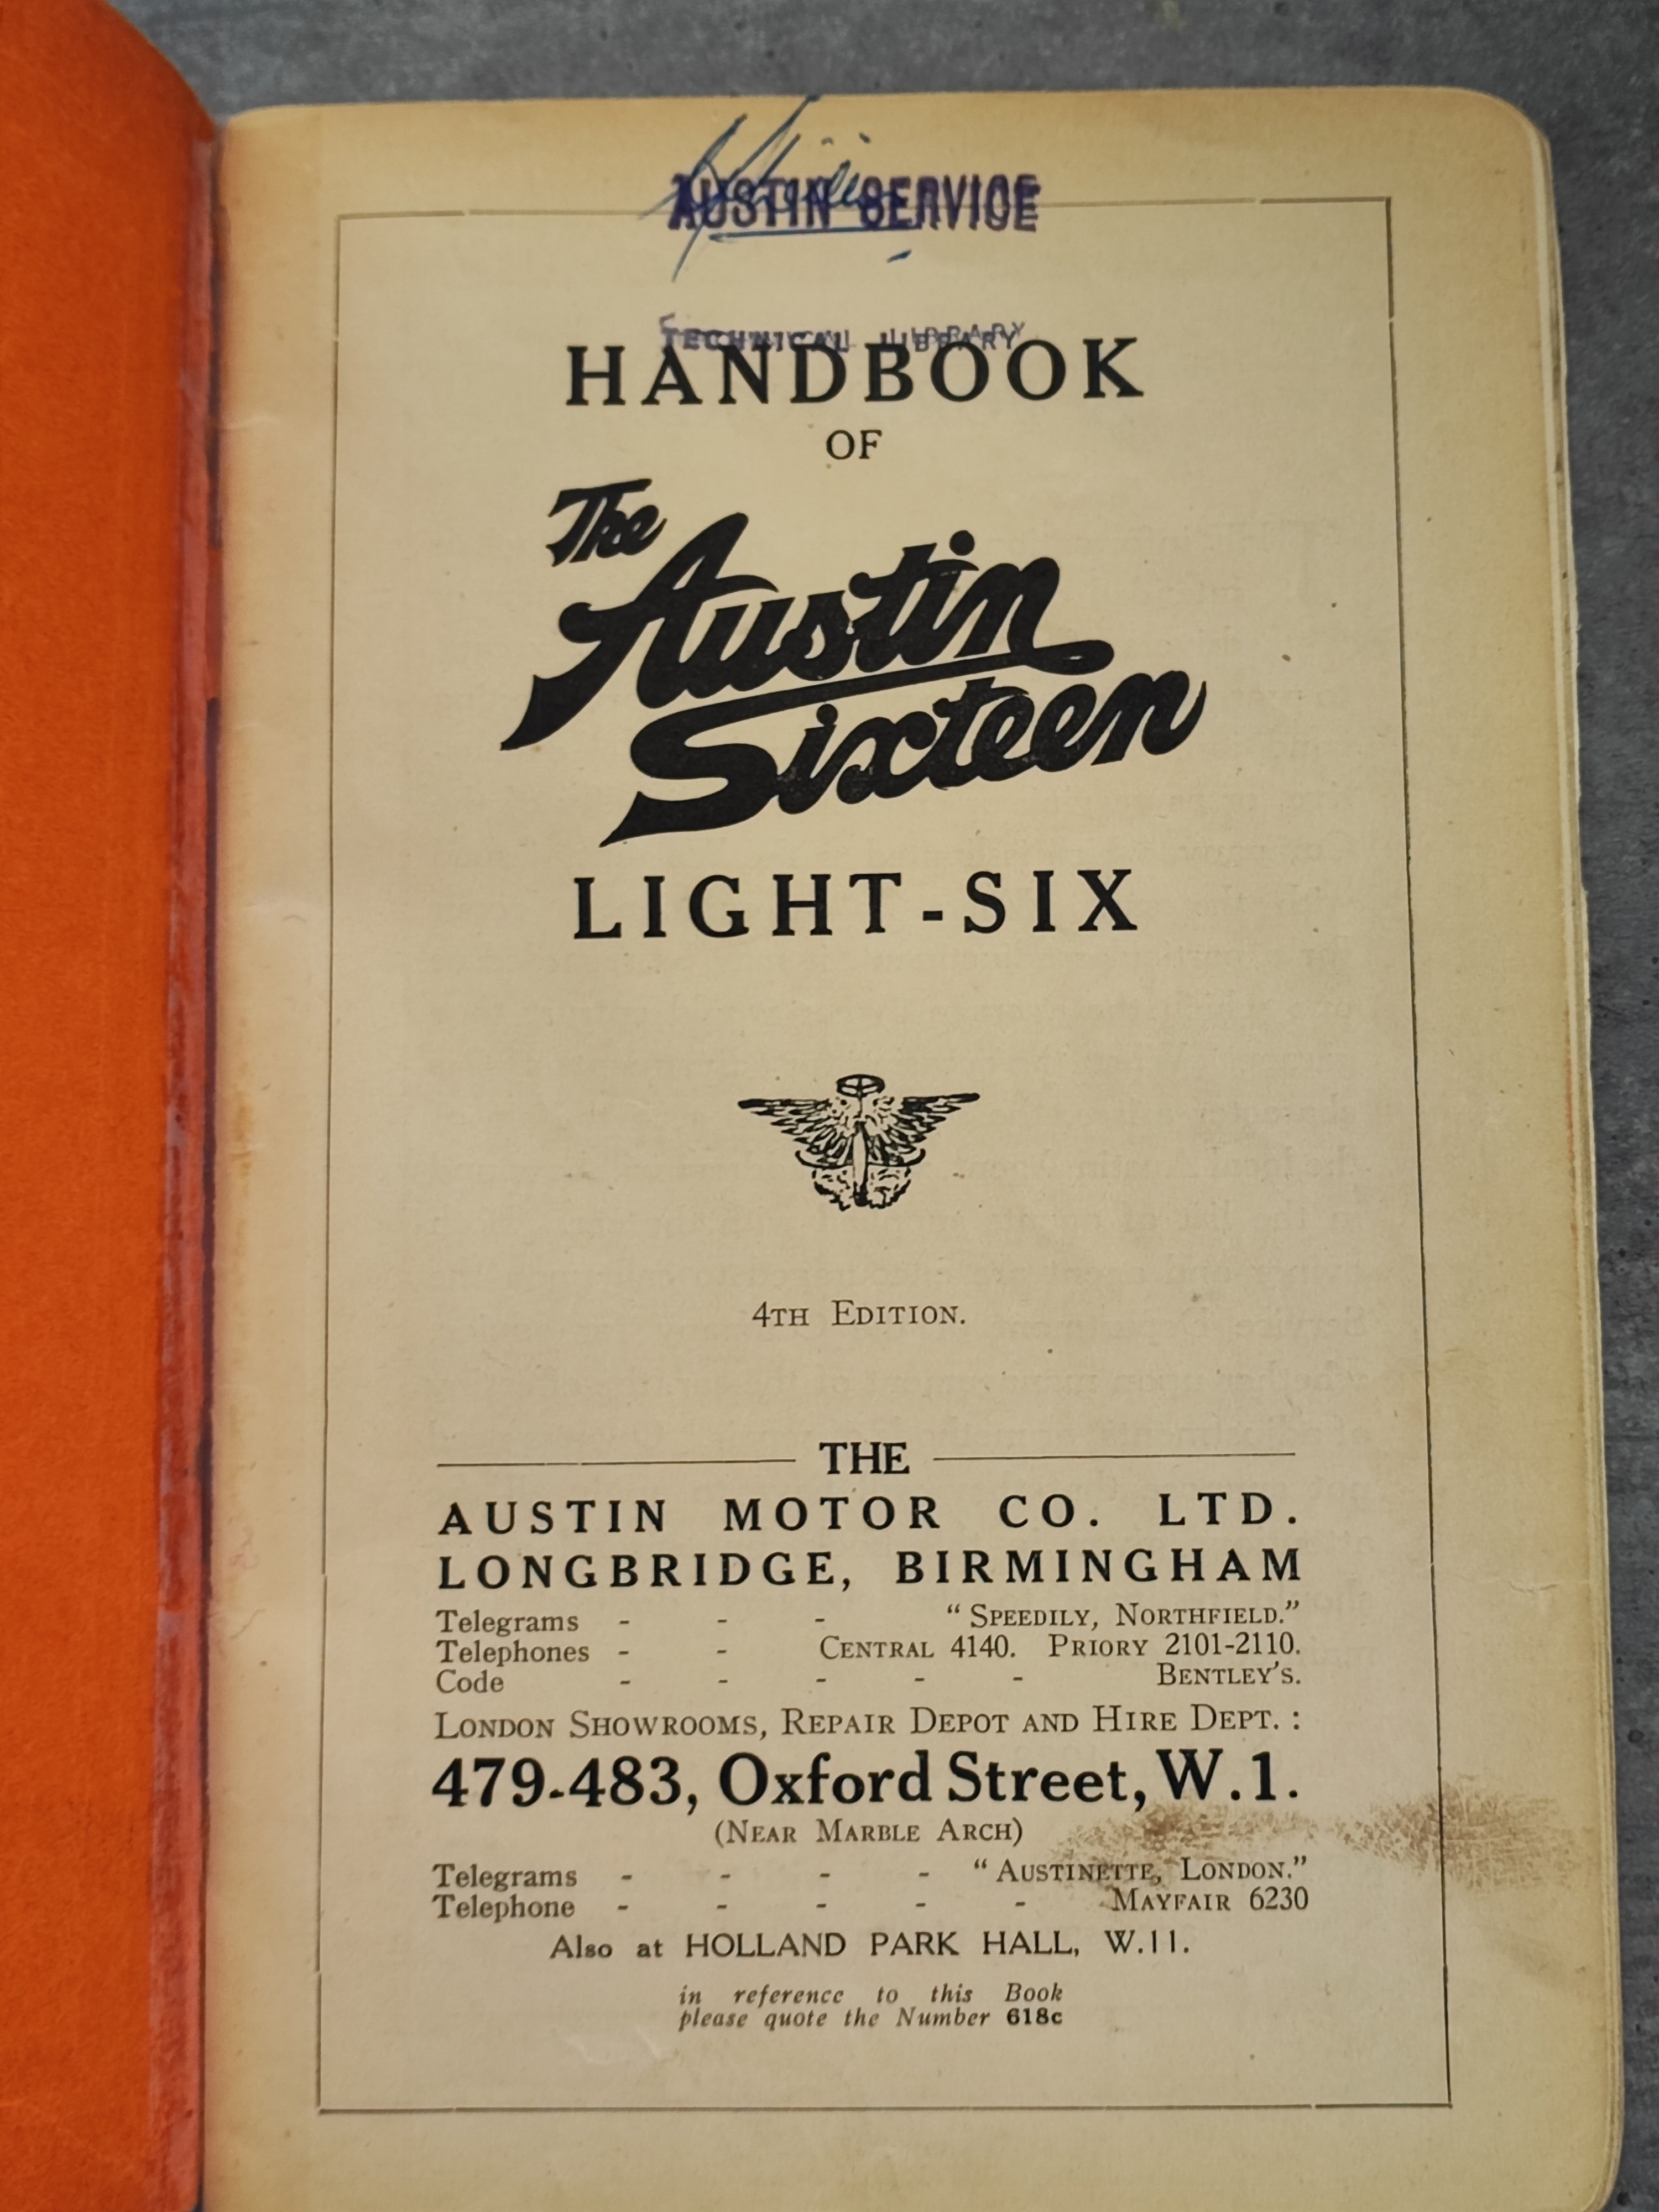 AUSTIN SERVICE
TECHNICAL LIBRARY
HANDBOOK
OF
The
Austin
Sixteen
LIGHT-SIX
4TH EDITION.
THE
AUSTIN MOTOR CO. LTD.
LONGBRIDGE, BIRMINGHAM
Telegrams - - - “ SPEEDILY, NORTHFIELD.”
Telephones - - CENTRAL 4140. PRIORY 2101-2110.
Code - - - - - BENTLEY'S.
LONDON SHOWROOMS, REPAIR DEPOT AND HIRE DEPT. :
479-483, Oxford Street, W.1.
(NEAR MARBLE ARCH)
Telegrams - - - - “ AUSTINETTE, LONDON.”
Telephone - - - - - MAYFAIR 6230
Also at HOLLAND PARK HALL, W.11.
in reference to this Book
please quote the Number 618c